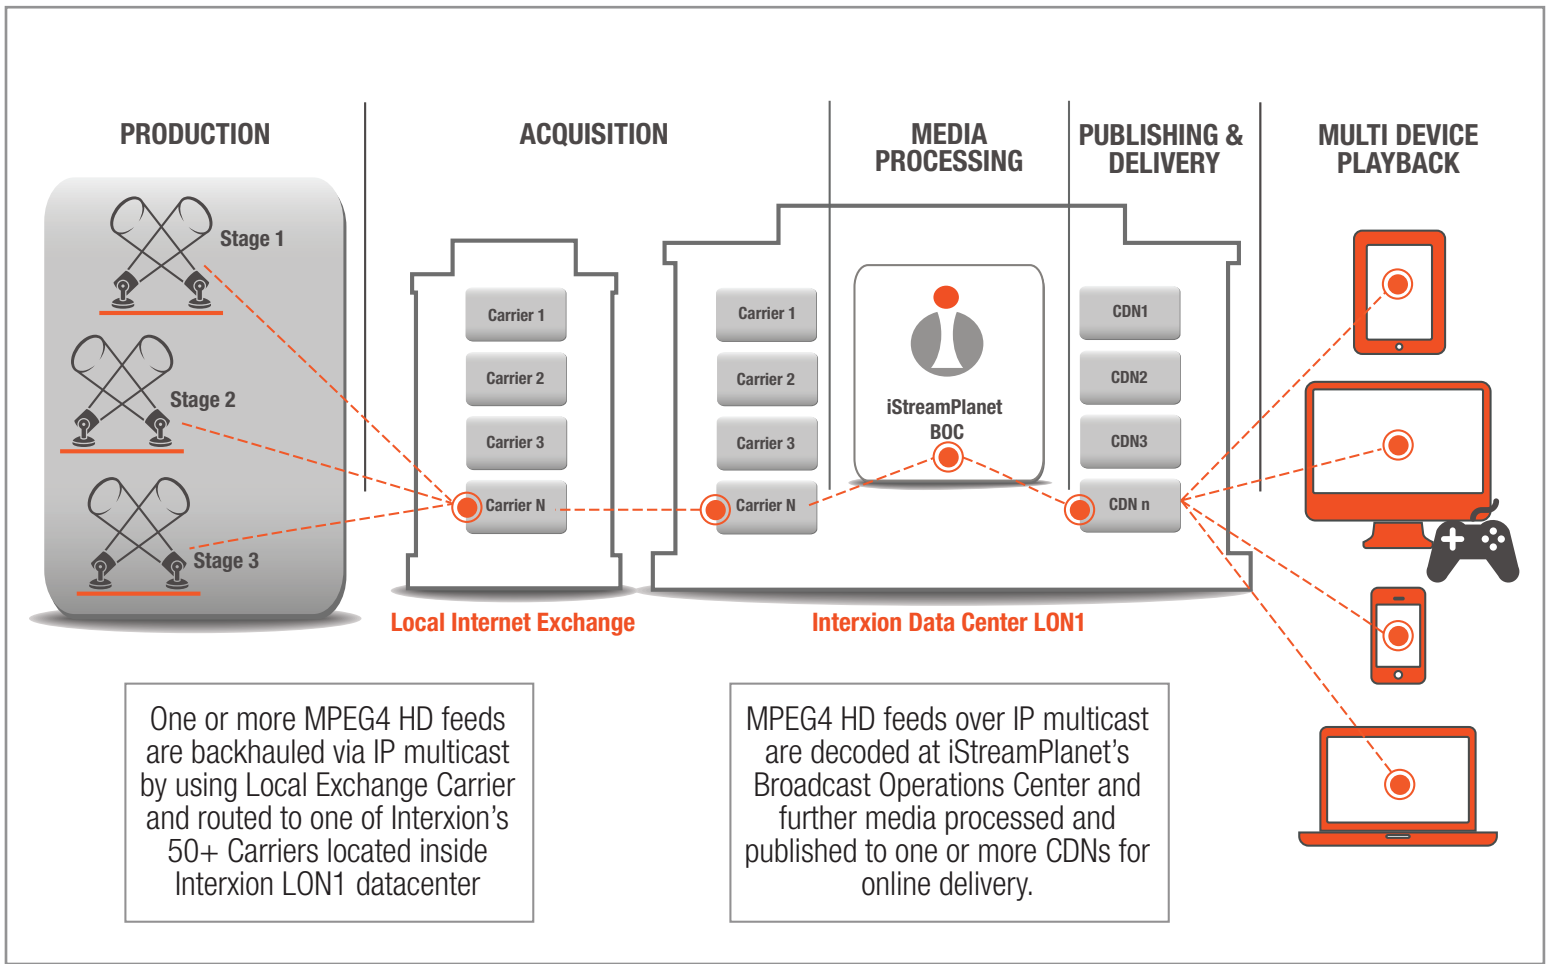 PRODUCTION
ACQUISITION
MEDIA
PROCESSING
PUBLISHING &
DELIVERY
MULTI DEVICE
PLAYBACK
Stage 1
Stage 2
Stage 3
Carrier 1
Carrier 2
Carrier 3
Carrier N
Carrier 1
Carrier 2
Carrier 3
Carrier N
iStreamPlanet
BOC
CDN1
CDN2
CDN3
CDN n
Local Internet Exchange
Interxion Data Center LON1
One or more MPEG4 HD feeds
are backhauled via IP multicast
by using Local Exchange Carrier
and routed to one of Interxion’s
50+ Carriers located inside
Interxion LON1 datacenter
MPEG4 HD feeds over IP multicast
are decoded at iStreamPlanet’s
Broadcast Operations Center and
further media processed and
published to one or more CDNs for
online delivery.